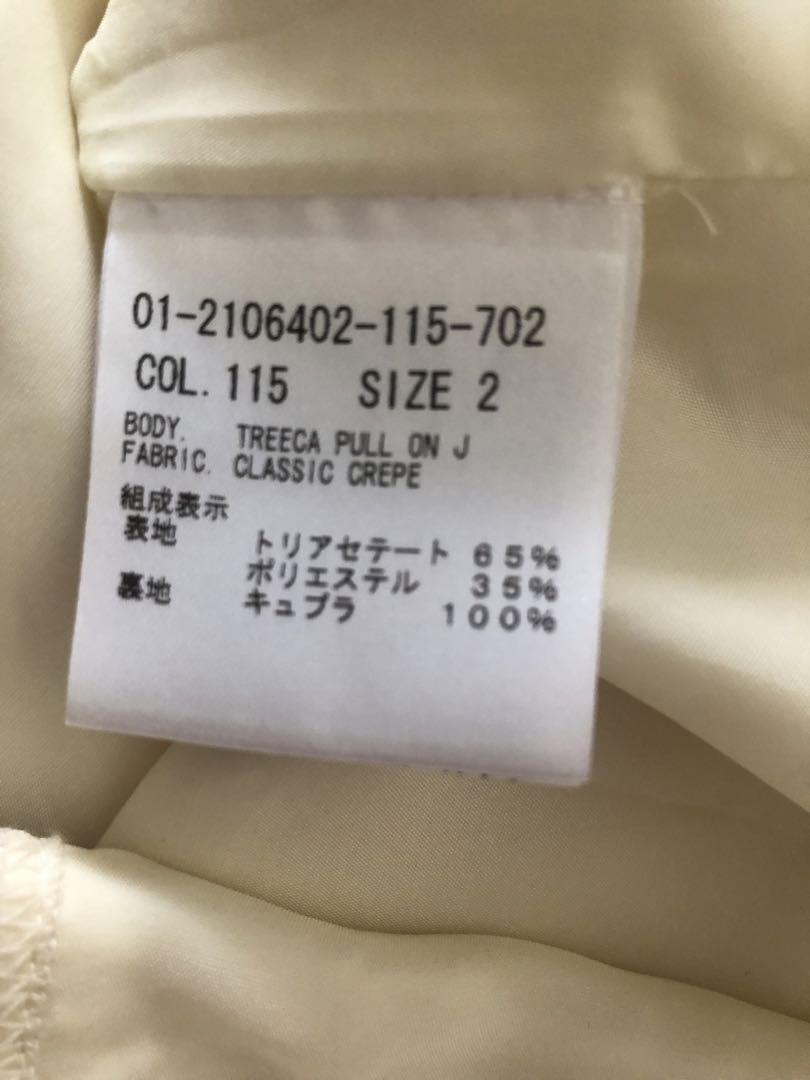 01-2106402-115-702
COL. 115 SIZE 2
BODY. TREECA PULL ON J
FABRIC. CLASSIC CREPE
組成表示
表地 トリアセテート 65%
ポリエステル 35%
裏地 キュプラ 100%